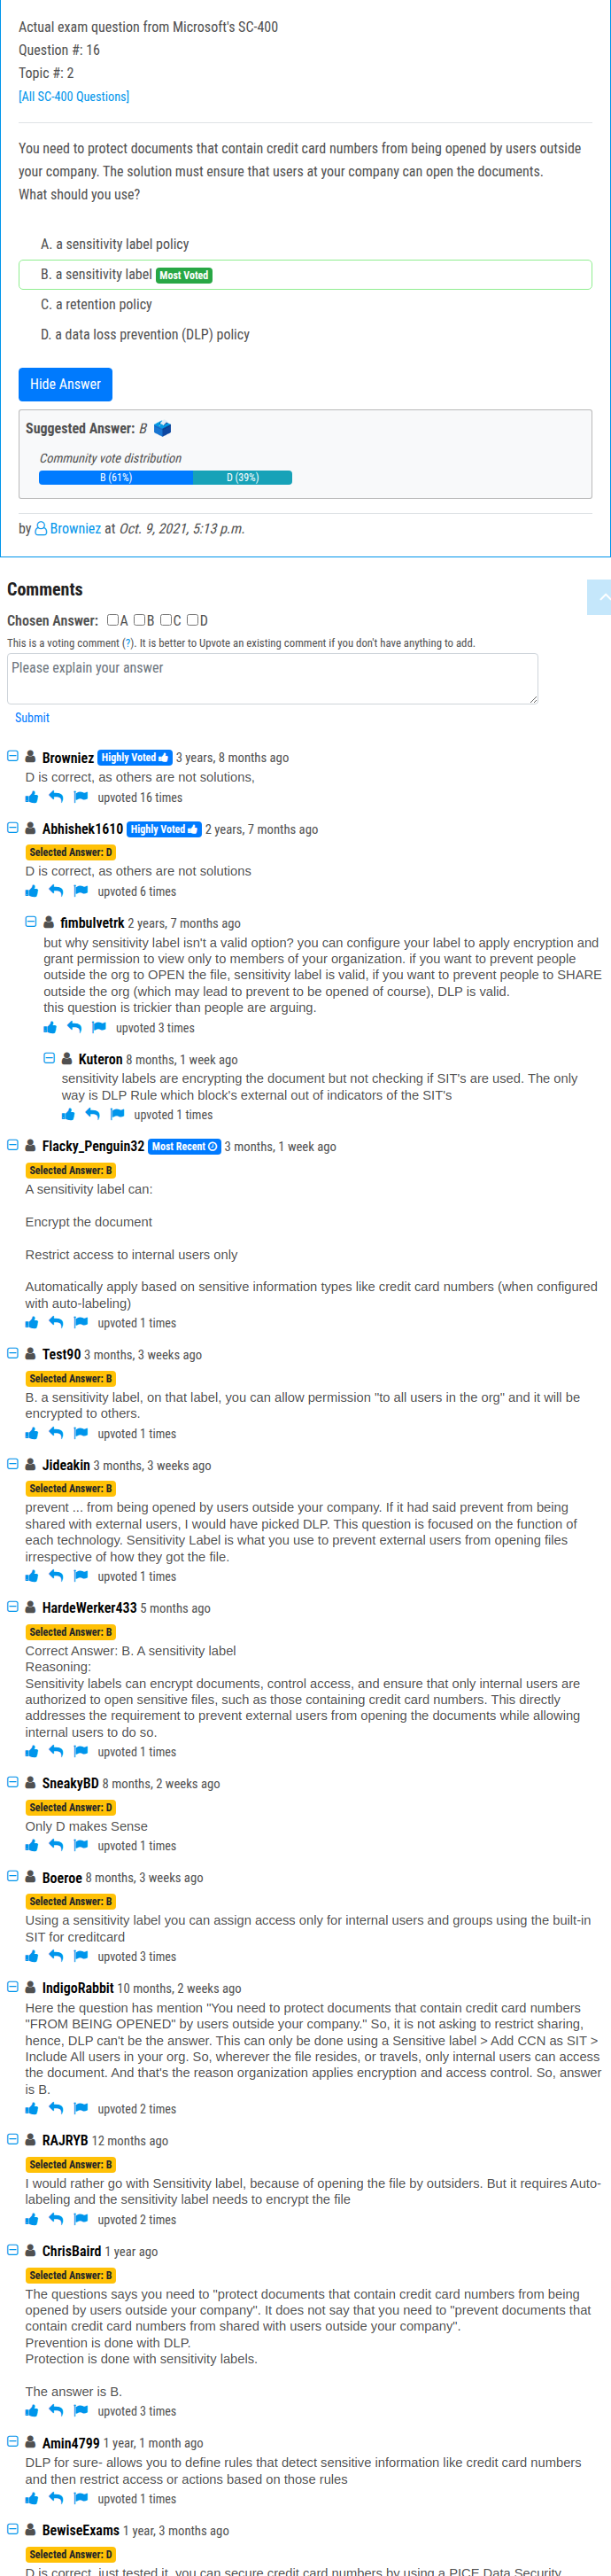 Actual exam question from Microsoft's SC-400
Question #: 16
Topic #: 2
[All SC-400 Questions]
You need to protect documents that contain credit card numbers from being opened by users outside
your company. The solution must ensure that users at your company can open the documents.
What should you use?
A. a sensitivity label policy
B. a sensitivity label Most Voted
C. a retention policy
D. a data loss prevention (DLP) policy
Hide Answer
Suggested Answer: B
Community vote distribution
B (61%) D (39%)
by Browniez at Oct. 9, 2021, 5:13 p.m.
Comments
Chosen Answer: A B C D
This is a voting comment (?). It is better to Upvote an existing comment if you don't have anything to add.
Please explain your answer
Submit
Browniez Highly Voted 3 years, 8 months ago
D is correct, as others are not solutions,
upvoted 16 times
Abhishek1610 Highly Voted 2 years, 7 months ago
Selected Answer: D
D is correct, as others are not solutions
upvoted 6 times
fimbulvetrk 2 years, 7 months ago
but why sensitivity label isn't a valid option? you can configure your label to apply encryption and
grant permission to view only to members of your organization. if you want to prevent people
outside the org to OPEN the file, sensitivity label is valid, if you want to prevent people to SHARE
outside the org (which may lead to prevent to be opened of course), DLP is valid.
this question is trickier than people are arguing.
upvoted 3 times
Kuteron 8 months, 1 week ago
sensitivity labels are encrypting the document but not checking if SIT's are used. The only
way is DLP Rule which block's external out of indicators of the SIT's
upvoted 1 times
Flacky_Penguin32 Most Recent 3 months, 1 week ago
Selected Answer: B
A sensitivity label can:
Encrypt the document
Restrict access to internal users only
Automatically apply based on sensitive information types like credit card numbers (when configured
with auto-labeling)
upvoted 1 times
Test90 3 months, 3 weeks ago
Selected Answer: B
B. a sensitivity label, on that label, you can allow permission "to all users in the org" and it will be
encrypted to others.
upvoted 1 times
Jideakin 3 months, 3 weeks ago
Selected Answer: B
prevent ... from being opened by users outside your company. If it had said prevent from being
shared with external users, I would have picked DLP. This question is focused on the function of
each technology. Sensitivity Label is what you use to prevent external users from opening files
irrespective of how they got the file.
upvoted 1 times
HardeWerker433 5 months ago
Selected Answer: B
Correct Answer: B. A sensitivity label
Reasoning:
Sensitivity labels can encrypt documents, control access, and ensure that only internal users are
authorized to open sensitive files, such as those containing credit card numbers. This directly
addresses the requirement to prevent external users from opening the documents while allowing
internal users to do so.
upvoted 1 times
SneakyBD 8 months, 2 weeks ago
Selected Answer: D
Only D makes Sense
upvoted 1 times
Boeroe 8 months, 3 weeks ago
Selected Answer: B
Using a sensitivity label you can assign access only for internal users and groups using the built-in
SIT for creditcard
upvoted 3 times
IndigoRabbit 10 months, 2 weeks ago
Here the question has mention "You need to protect documents that contain credit card numbers
"FROM BEING OPENED" by users outside your company." So, it is not asking to restrict sharing,
hence, DLP can't be the answer. This can only be done using a Sensitive label > Add CCN as SIT >
Include All users in your org. So, wherever the file resides, or travels, only internal users can access
the document. And that's the reason organization applies encryption and access control. So, answer
is B.
upvoted 2 times
RAJRYB 12 months ago
Selected Answer: B
I would rather go with Sensitivity label, because of opening the file by outsiders. But it requires Auto-
labeling and the sensitivity label needs to encrypt the file
upvoted 2 times
ChrisBaird 1 year ago
Selected Answer: B
The questions says you need to "protect documents that contain credit card numbers from being
opened by users outside your company". It does not say that you need to "prevent documents that
contain credit card numbers from shared with users outside your company".
Prevention is done with DLP.
Protection is done with sensitivity labels.
The answer is B.
upvoted 3 times
Amin4799 1 year, 1 month ago
DLP for sure- allows you to define rules that detect sensitive information like credit card numbers
and then restrict access or actions based on those rules
upvoted 1 times
BewiseExams 1 year, 3 months ago
Selected Answer: D
D is correct, just tested it, you can secure credit card numbers by using a PICE Data Security